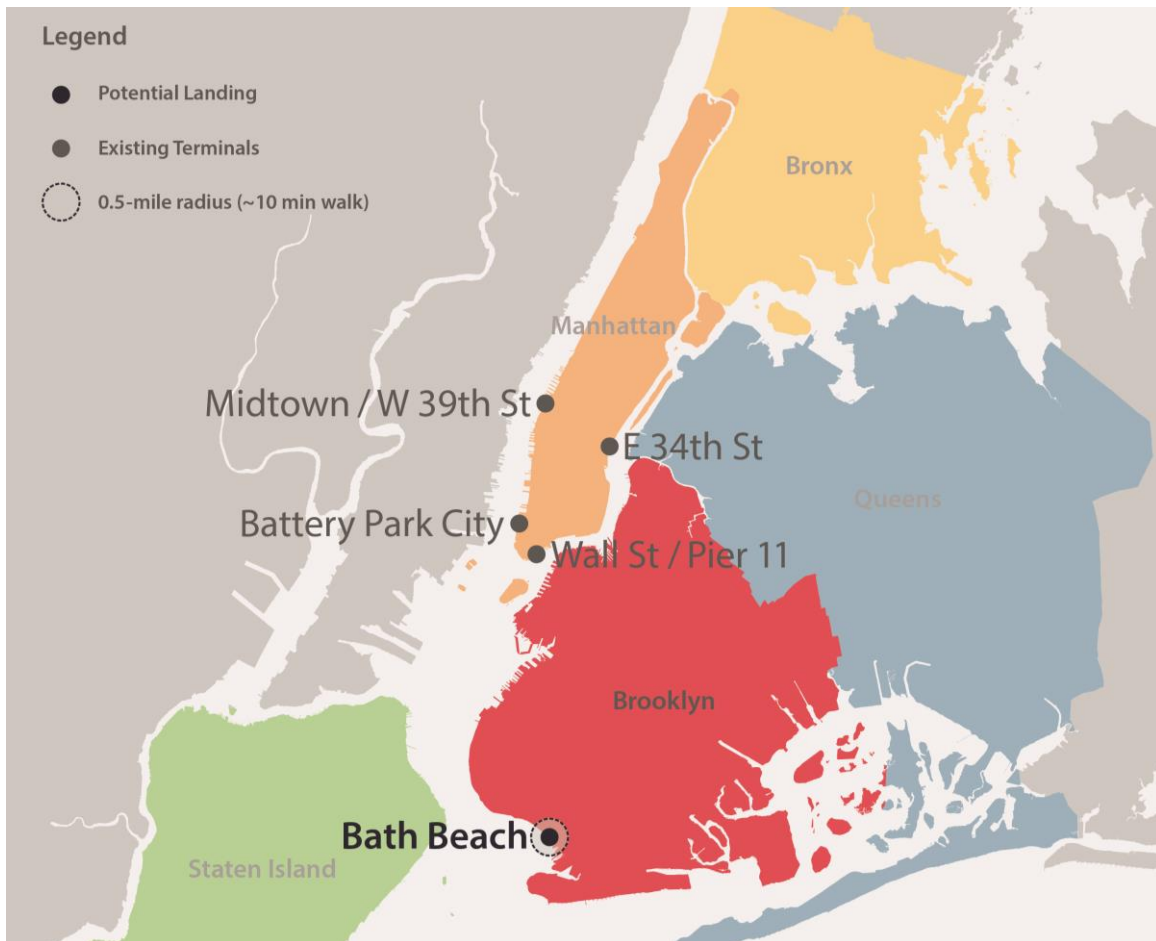 Legend
Potential Landing
Existing Terminals
0.5-mile radius (~10 min walk)
Bronx
Manhattan
Midtown / W 39th St
E 34th St
Queens
Battery Park City
Wall St / Pier 11
Brooklyn
Bath Beach
Staten Island